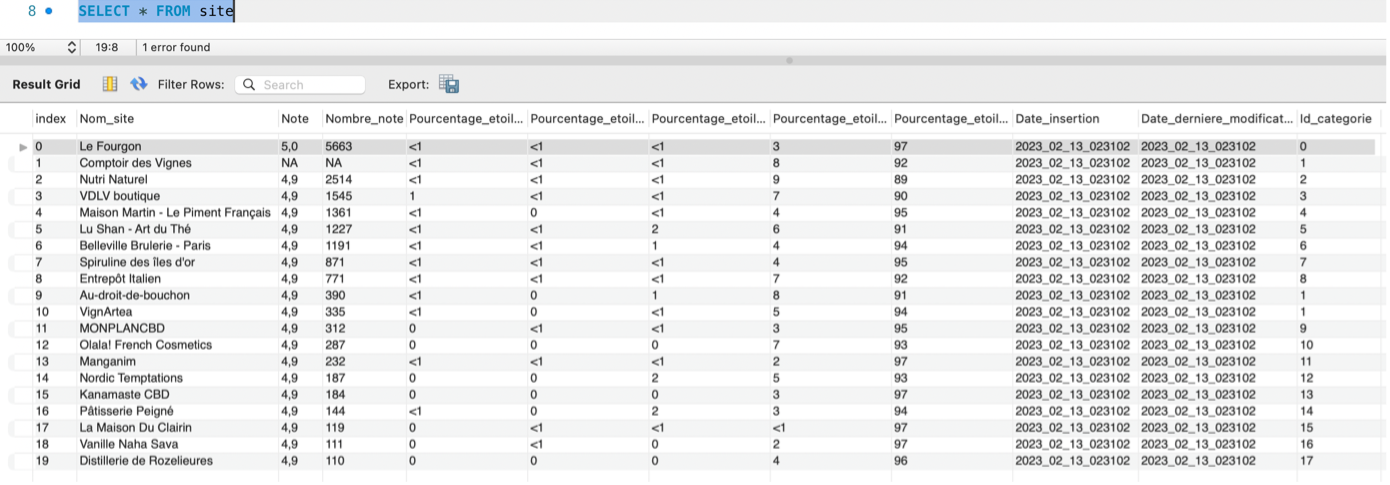 8 SELECT * FROM site
100% 19:8 1 error found
Result Grid Filter Rows: Search Export:
index Nom_site Note Nombre_note Pourcentage_etoil... Pourcentage_etoil... Pourcentage_etoil... Pourcentage_etoil... Pourcentage_etoil... Date_insertion Date_derniere_modificat... Id_categorie
0 Le Fourgon 5,0 5663 <1 <1 <1 3 97 2023_02_13_023102 2023_02_13_023102 0
1 Comptoir des Vignes NA NA <1 <1 <1 8 92 2023_02_13_023102 2023_02_13_023102 1
2 Nutri Naturel 4,9 2514 <1 <1 <1 9 89 2023_02_13_023102 2023_02_13_023102 2
3 VDLV boutique 4,9 1545 1 <1 <1 7 90 2023_02_13_023102 2023_02_13_023102 3
4 Maison Martin - Le Piment Français 4,9 1361 <1 0 <1 4 95 2023_02_13_023102 2023_02_13_023102 4
5 Lu Shan - Art du Thé 4,9 1227 <1 <1 2 6 91 2023_02_13_023102 2023_02_13_023102 5
6 Belleville Brulerie - Paris 4,9 1191 <1 <1 1 4 94 2023_02_13_023102 2023_02_13_023102 6
7 Spiruline des îles d'or 4,9 871 <1 <1 <1 4 95 2023_02_13_023102 2023_02_13_023102 7
8 Entrepôt Italien 4,9 771 <1 <1 <1 7 92 2023_02_13_023102 2023_02_13_023102 8
9 Au-droit-de-bouchon 4,9 390 <1 0 1 8 91 2023_02_13_023102 2023_02_13_023102 1
10 VignArtea 4,9 335 <1 0 <1 5 94 2023_02_13_023102 2023_02_13_023102 1
11 MONPLANCBD 4,9 312 0 <1 <1 3 95 2023_02_13_023102 2023_02_13_023102 9
12 Olala! French Cosmetics 4,9 287 0 0 0 7 93 2023_02_13_023102 2023_02_13_023102 10
13 Manganim 4,9 232 <1 <1 <1 2 97 2023_02_13_023102 2023_02_13_023102 11
14 Nordic Temptations 4,9 187 0 0 2 5 93 2023_02_13_023102 2023_02_13_023102 12
15 Kanamaste CBD 4,9 184 0 0 0 3 97 2023_02_13_023102 2023_02_13_023102 13
16 Pâtisserie Peigné 4,9 144 <1 0 2 3 94 2023_02_13_023102 2023_02_13_023102 14
17 La Maison Du Clairin 4,9 119 0 <1 <1 <1 97 2023_02_13_023102 2023_02_13_023102 15
18 Vanille Naha Sava 4,9 111 0 <1 0 2 97 2023_02_13_023102 2023_02_13_023102 16
19 Distillerie de Rozelieures 4,9 110 0 0 0 4 96 2023_02_13_023102 2023_02_13_023102 17